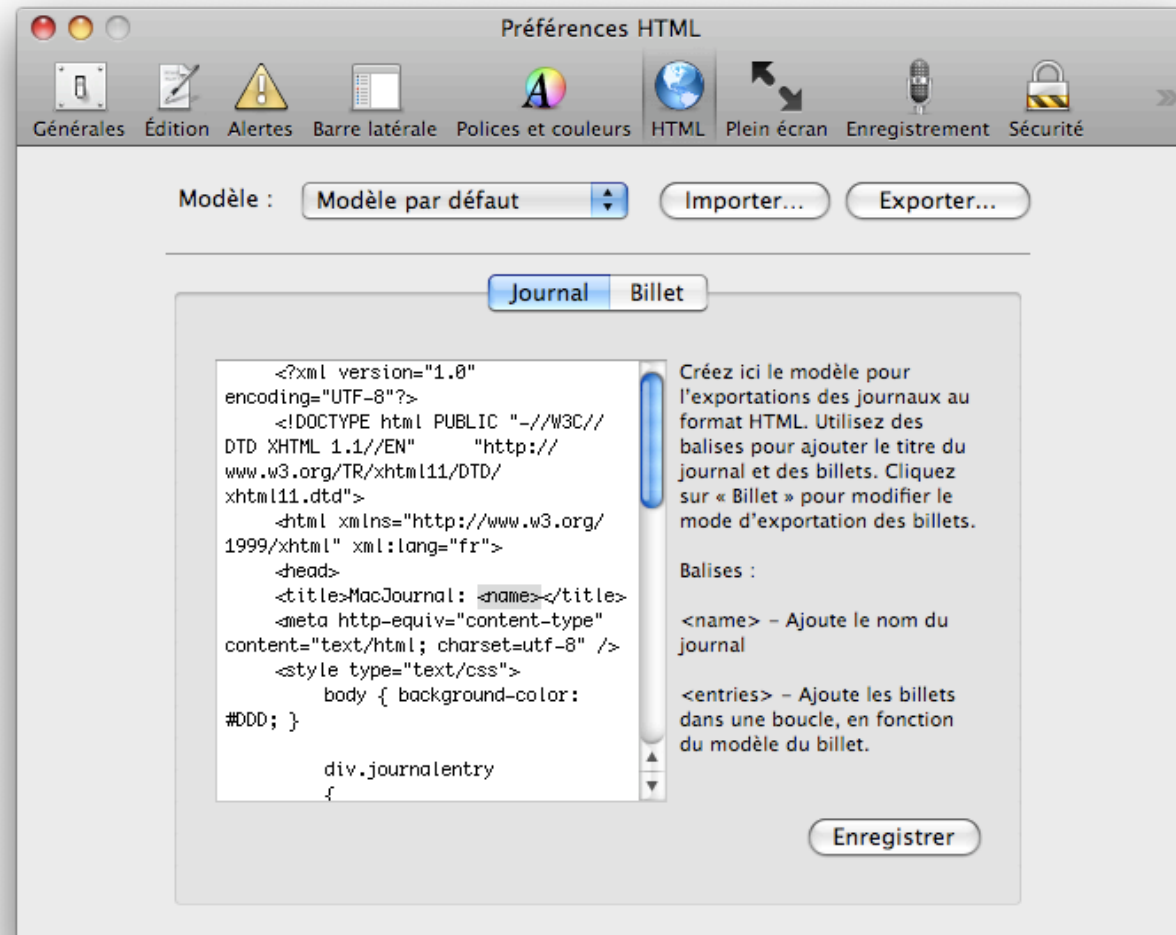 Préférences HTML
Générales Édition Alertes Barre latérale Polices et couleurs HTML Plein écran Enregistrement Sécurité
Modèle : Modèle par défaut Importer... Exporter...
Journal Billet
<?xml version="1.0"
encoding="UTF-8"?>
<!DOCTYPE html PUBLIC "-//W3C//
DTD XHTML 1.1//EN" "http://
www.w3.org/TR/xhtml11/DTD/
xhtml11.dtd">
<html xmlns="http://www.w3.org/
1999/xhtml" xml:lang="fr">
<head>
<title>MacJournal: <name></title>
<meta http-equiv="content-type"
content="text/html; charset=utf-8" />
<style type="text/css">
body { background-color:
#DDD; }
div.journalentry
{
Créez ici le modèle pour
l'exportations des journaux au
format HTML. Utilisez des
balises pour ajouter le titre du
journal et des billets. Cliquez
sur « Billet » pour modifier le
mode d'exportation des billets.
Balises :
<name> – Ajoute le nom du
journal
<entries> – Ajoute les billets
dans une boucle, en fonction
du modèle du billet.
Enregistrer